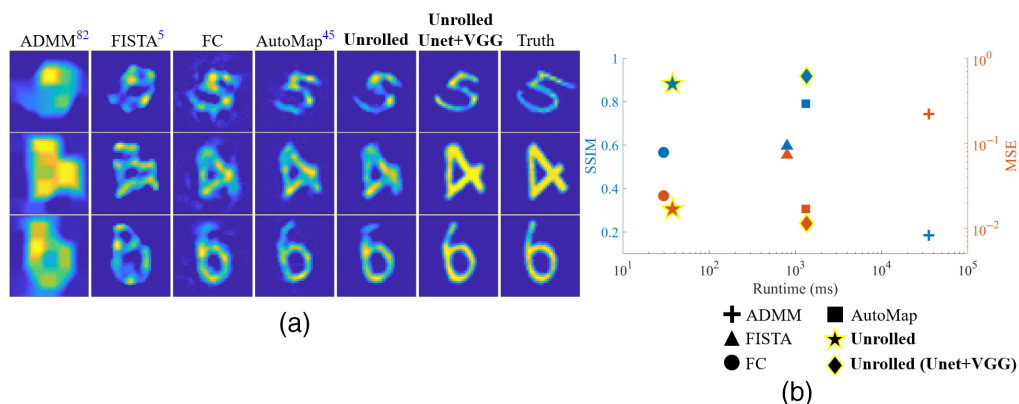 ADMM82 FISTA5 FC AutoMap45 Unrolled Unrolled Unet+VGG Truth
(a)
1
0.8
0.6
0.4
0.2
SSIM
10^0
10^-1
10^-2
MSE
10^1 10^2 10^3 10^4 10^5
Runtime (ms)
ADMM AutoMap
FISTA Unrolled
FC Unrolled (Unet+VGG)
(b)